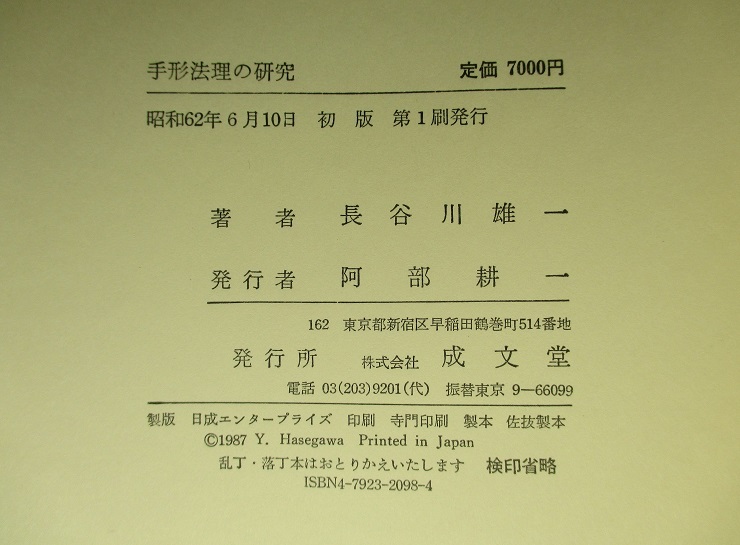 手形法理の研究 定価 7000円
昭和62年6月10日 初版 第1刷発行
著者 長谷川雄一
発行者 阿部耕一
162 東京都新宿区早稲田鶴巻町514番地
発行所 株式会社 成文堂
電話 03(203)9201(代) 振替東京 9―66099
製版 日成エンタープライズ 印刷 寺門印刷 製本 佐抜製本
©1987 Y. Hasegawa Printed in Japan
乱丁・落丁本はおとりかえいたします 検印省略
ISBN4-7923-2098-4